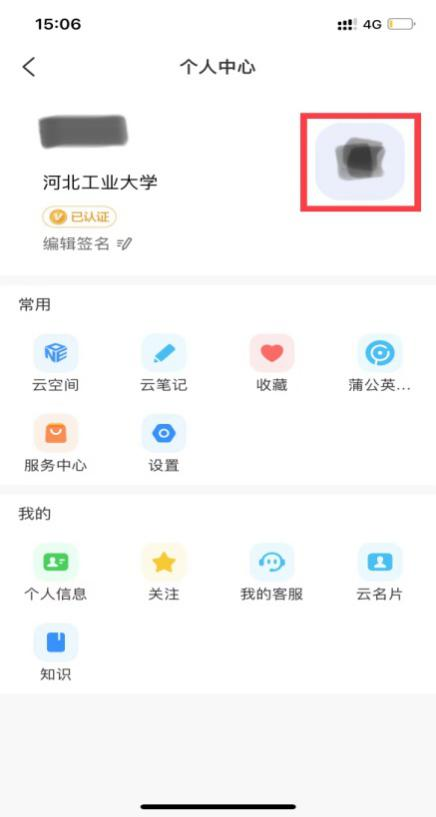 15:06 4G
个人中心
河北工业大学
已认证
编辑签名
常用
云空间 云笔记 收藏 蒲公英...
服务中心 设置
我的
个人信息 关注 我的客服 云名片
知识